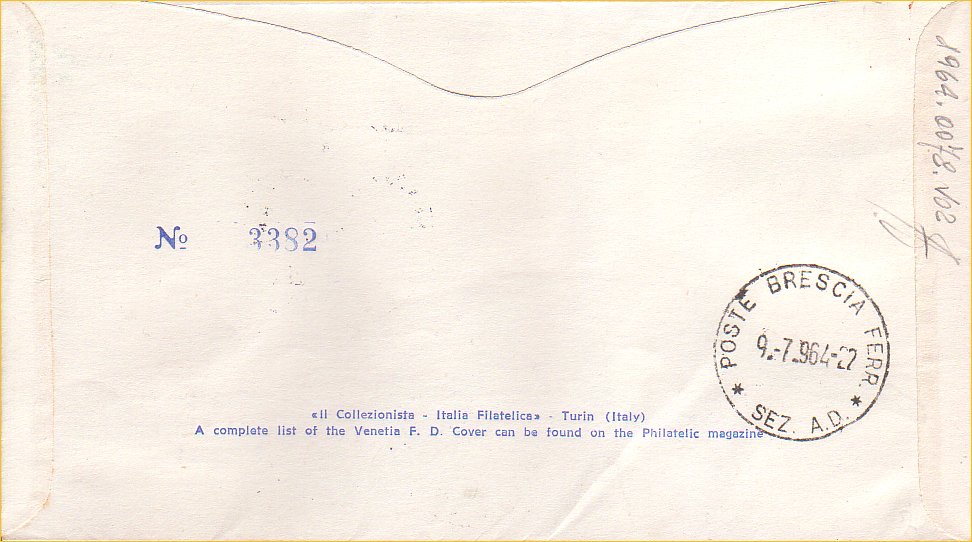 Nº 3382
POSTE BRESCIA FERR.
9.-7.964-
* SEZ. A.D. *
«Il Collezionista - Italia Filatelica» - Turin (Italy)
A complete list of the Venetia F. D. Cover can be found on the Philatelic magazine